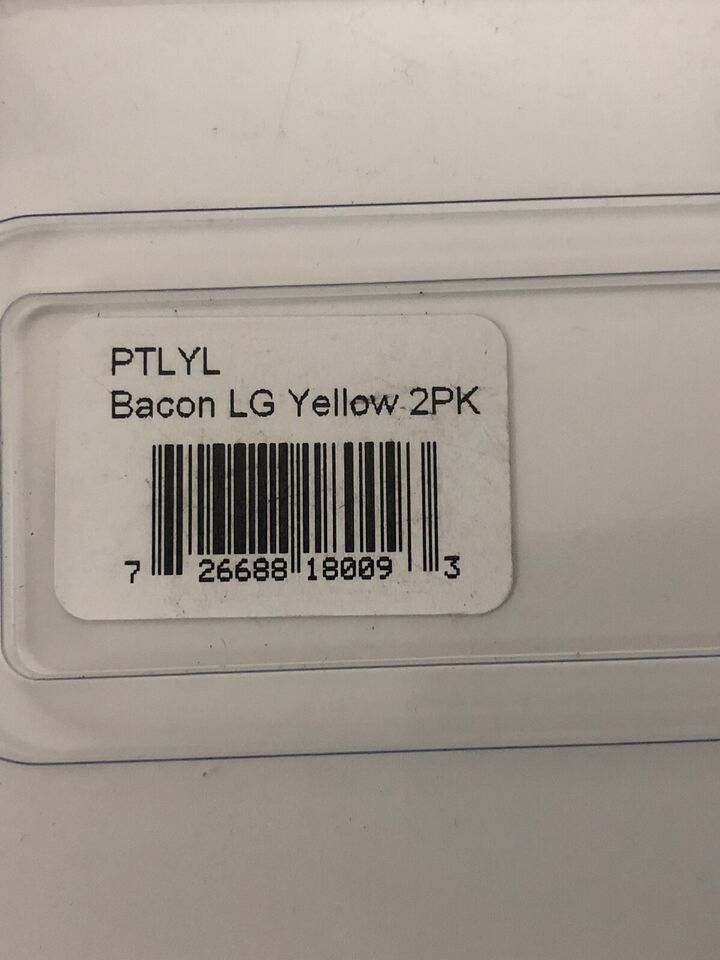 PTLYL
Bacon LG Yellow 2PK
7 26688 18009 3